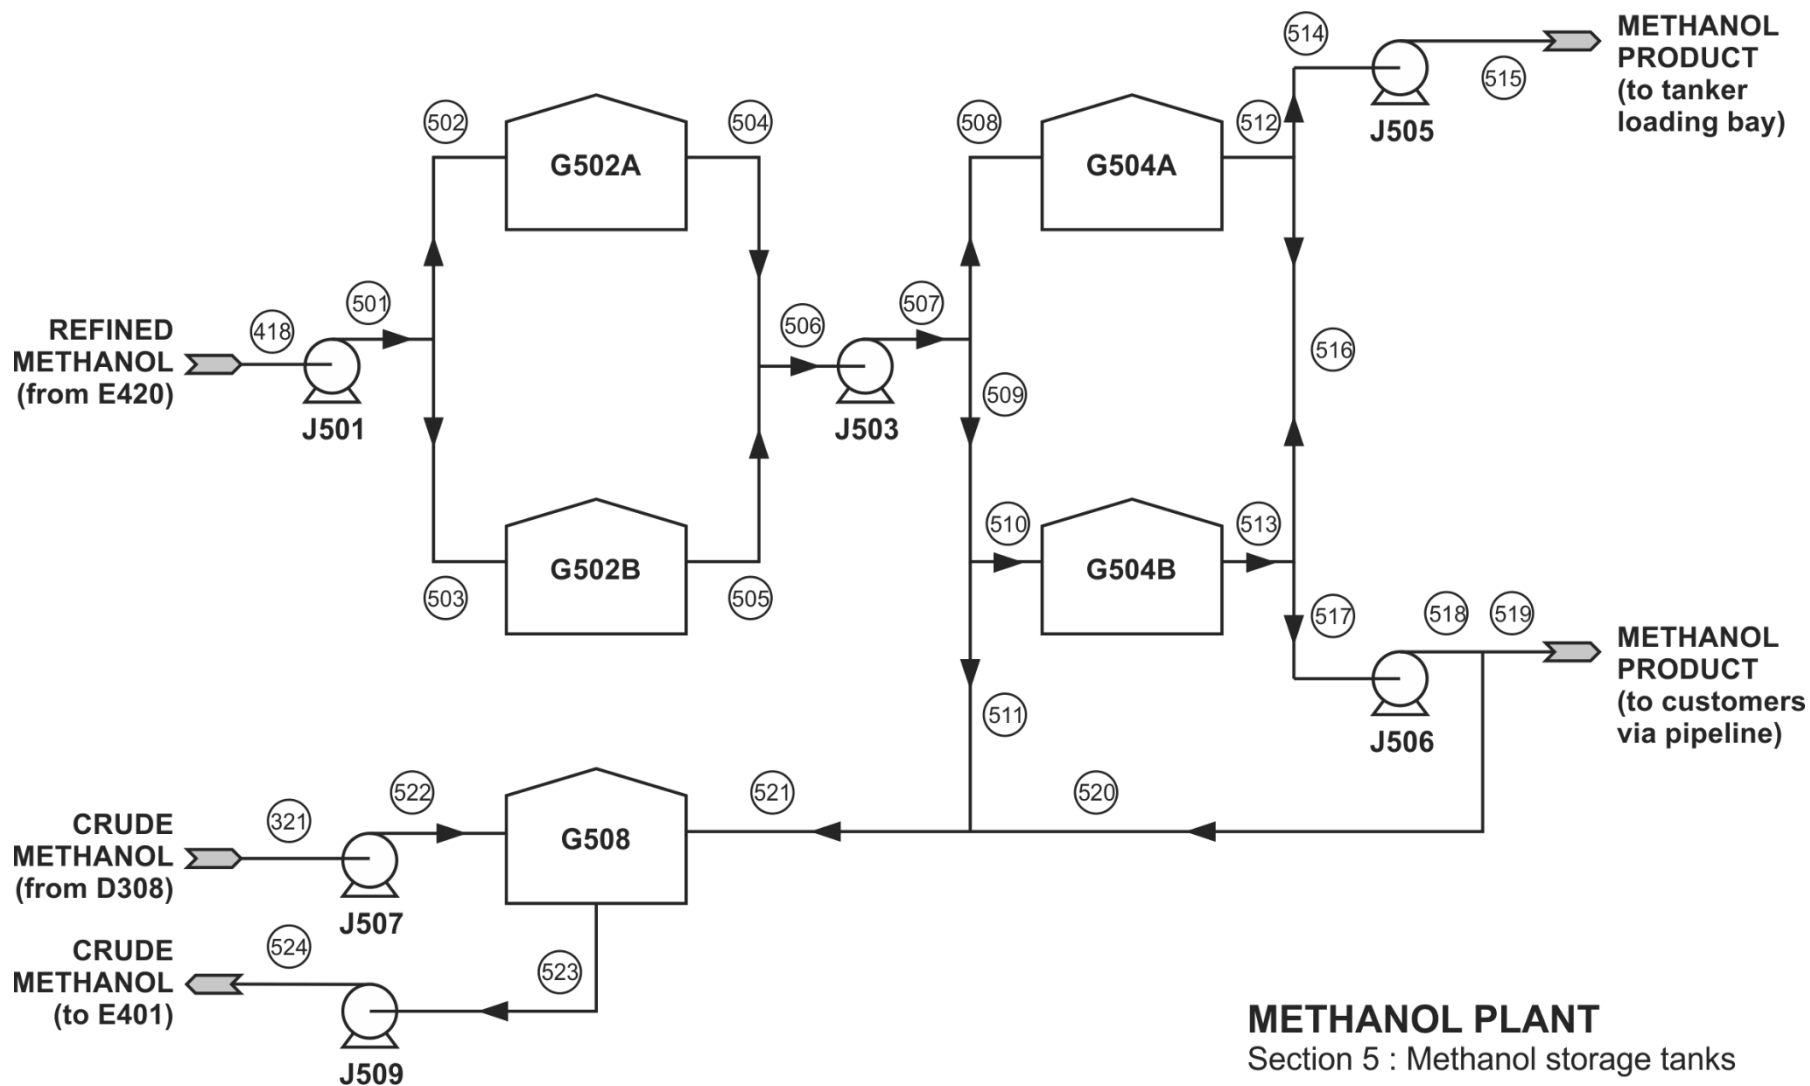 514
METHANOL
PRODUCT
(to tanker
loading bay)
515
J505
502
504
508
512
G502A
G504A
501
506
507
418
REFINED
METHANOL
(from E420)
J501
J503
516
509
510
513
G502B
G504B
503
505
517
518
519
METHANOL
PRODUCT
(to customers
via pipeline)
J506
511
522
521
520
321
CRUDE
METHANOL
(from D308)
G508
J507
524
CRUDE
METHANOL
(to E401)
523
J509
METHANOL PLANT
Section 5 : Methanol storage tanks